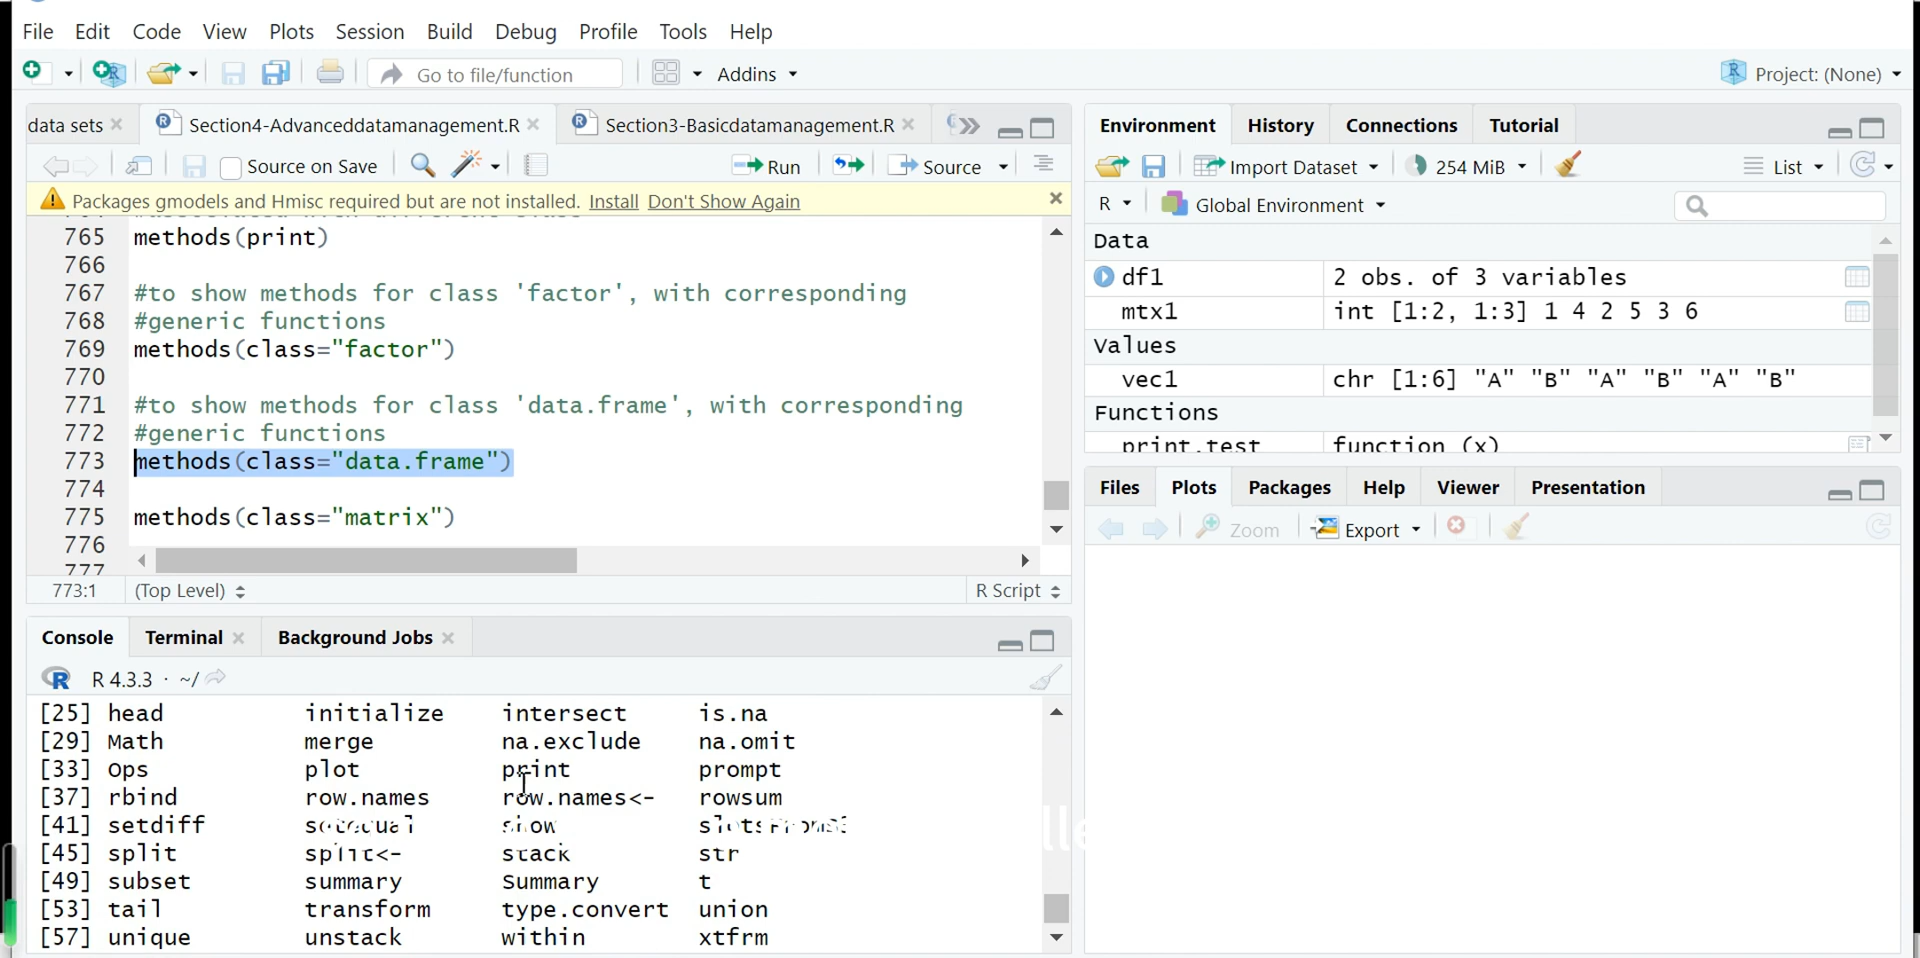 File Edit Code View Plots Session Build Debug Profile Tools Help
Go to file/function Addins Project: (None)
data sets Section4-Advanceddatamanagement.R Section3-Basicdatamanagement.R
Source on Save Run Source
Packages gmodels and Hmisc required but are not installed. Install Don't Show Again
765 methods(print)
766
767 #to show methods for class 'factor', with corresponding
768 #generic functions
769 methods(class="factor")
770
771 #to show methods for class 'data.frame', with corresponding
772 #generic functions
773 methods(class="data.frame")
774
775 methods(class="matrix")
776
777
773:1 (Top Level) R Script
Console Terminal Background Jobs
R 4.3.3 · ~/
[25] head initialize intersect is.na
[29] Math merge na.exclude na.omit
[33] Ops plot print prompt
[37] rbind row.names row.names<- rowsum
[41] setdiff show
[45] split split<- stack str
[49] subset summary Summary t
[53] tail transform type.convert union
[57] unique unstack within xtfrm
Environment History Connections Tutorial
Import Dataset 254 MiB List
R Global Environment
Data
df1 2 obs. of 3 variables
mtx1 int [1:2, 1:3] 1 4 2 5 3 6
Values
vec1 chr [1:6] "A" "B" "A" "B" "A" "B"
Functions
print.test function (x)
Files Plots Packages Help Viewer Presentation
Zoom Export